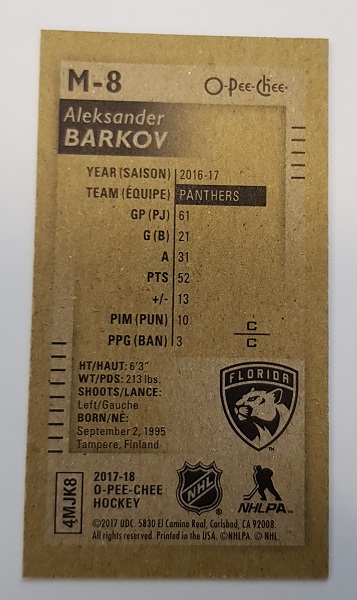 M-8
O-Pee-Chee
Aleksander
BARKOV
YEAR (SAISON) 2016-17
TEAM (ÉQUIPE) PANTHERS
GP (PJ) 61
G (B) 21
A 31
PTS 52
+/- 13
PIM (PUN) 10
PPG (BAN) 3
C
C
HT/HAUT: 6'3"
WT/PDS: 213 lbs.
SHOOTS/LANCE:
Left/Gauche
BORN/NÉ:
September 2, 1995
Tampere, Finland
FLORIDA
TM
4MJK8
2017-18
O-PEE-CHEE
HOCKEY
NHL
NHLPA
©2017 UDC. 5830 El Camino Real, Carlsbad, CA 92008.
All rights reserved. Printed in the USA. ©NHLPA. © NHL.